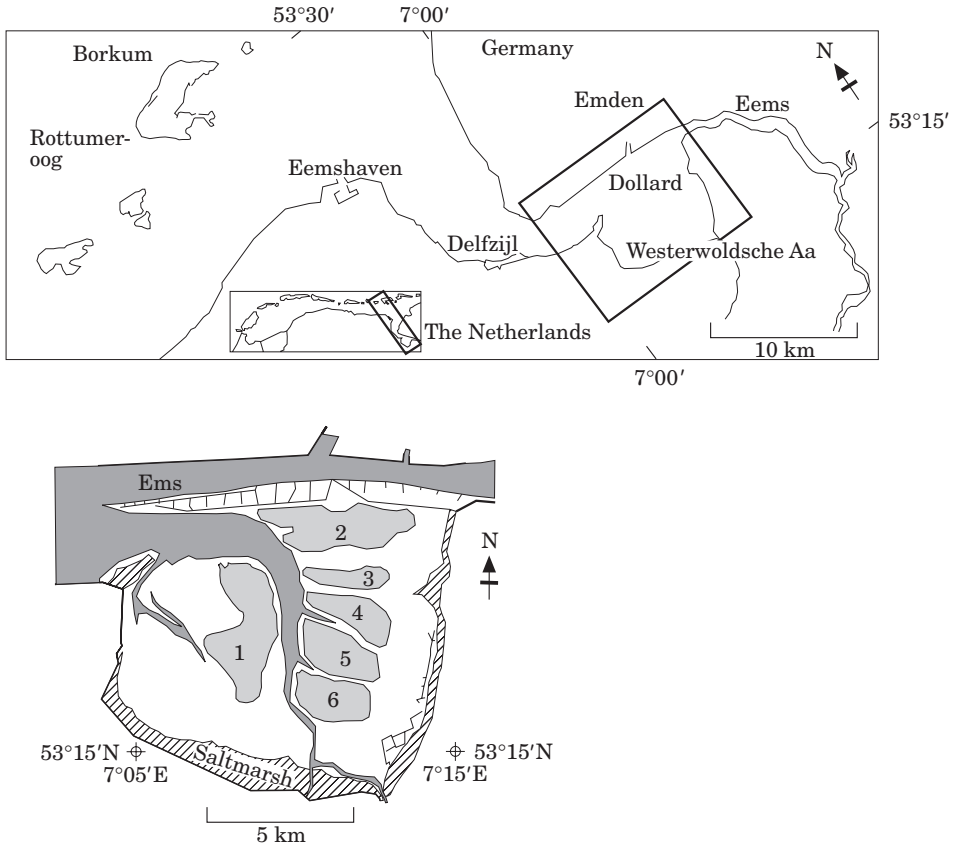 53°30′
7°00′
Borkum
Germany
N
Emden
Eems
53°15′
Rottumer-
oog
Eemshaven
Dollard
Delfzijl
Westerwoldsche Aa
The Netherlands
10 km
7°00′
Ems
2
N
3
4
1
5
6
53°15′N
7°05′E
Saltmarsh
53°15′N
7°15′E
5 km